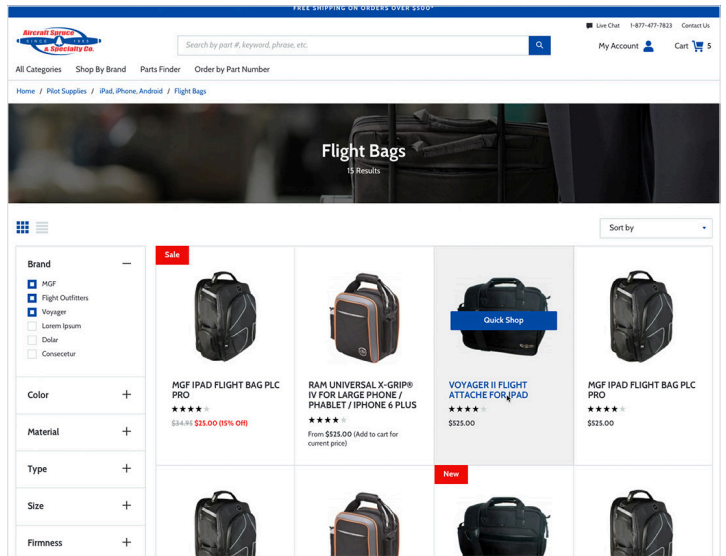 FREE SHIPPING ON ORDERS OVER $500*
Live Chat 1-877-477-7823 Contact Us
Aircraft Spruce
SINCE 1965
& Specialty Co.
Search by part #, keyword, phrase, etc.
My Account Cart 5
All Categories Shop By Brand Parts Finder Order by Part Number
Home / Pilot Supplies / iPad, iPhone, Android / Flight Bags
Flight Bags
15 Results
Sort by
Brand
MGF
Flight Outfitters
Voyager
Lorem Ipsum
Dolar
Consecetur
Color
Material
Type
Size
Firmness
Sale
MGF IPAD FLIGHT BAG PLC
PRO
$34.95 $25.00 (15% Off)
RAM UNIVERSAL X-GRIP®
IV FOR LARGE PHONE /
PHABLET / IPHONE 6 PLUS
From $525.00 (Add to cart for
current price)
Quick Shop
VOYAGER II FLIGHT
ATTACHE FOR IPAD
$525.00
MGF IPAD FLIGHT BAG PLC
PRO
$525.00
New